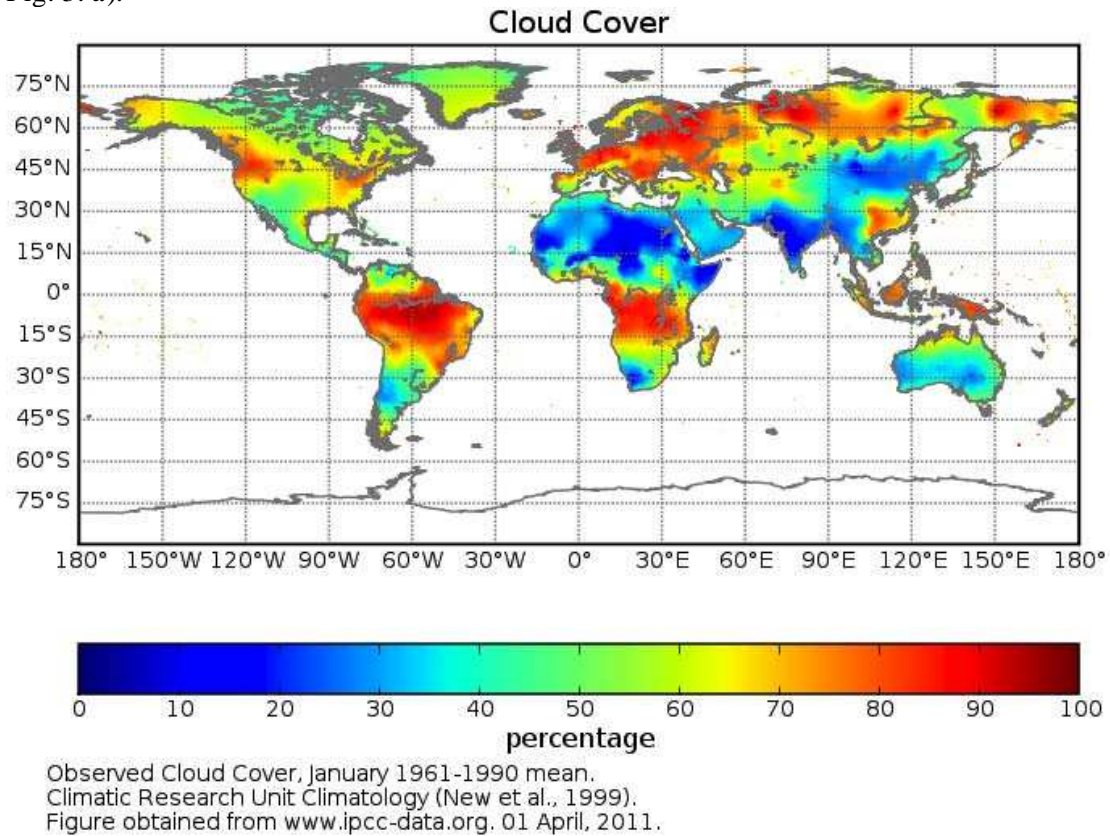 Fig. 3. a).
Cloud Cover
75°N
60°N
45°N
30°N
15°N
0°
15°S
30°S
45°S
60°S
75°S
180° 150°W 120°W 90°W 60°W 30°W 0° 30°E 60°E 90°E 120°E 150°E 180°
0 10 20 30 40 50 60 70 80 90 100
percentage
Observed Cloud Cover, January 1961-1990 mean.
Climatic Research Unit Climatology (New et al., 1999).
Figure obtained from www.ipcc-data.org. 01 April, 2011.